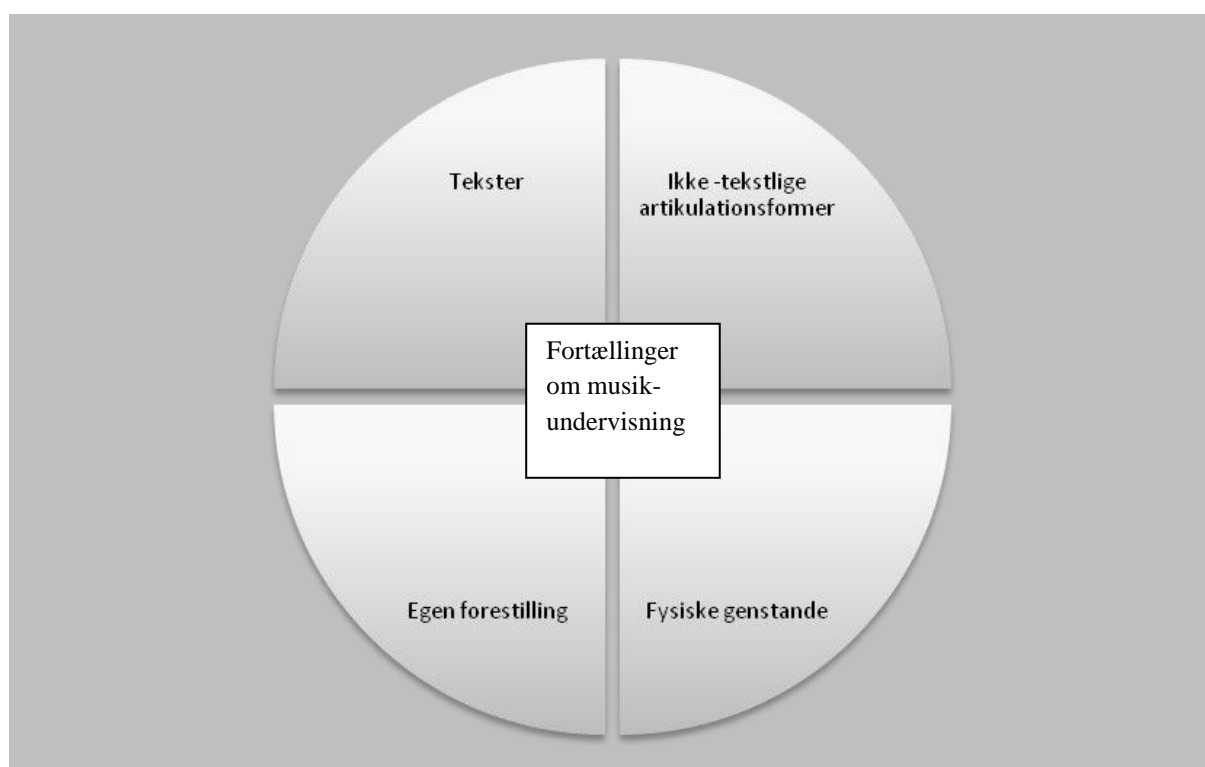 Tekster
Ikke -tekstlige
artikulationsformer
Fortællinger
om musik-
undervisning
Egen forestilling
Fysiske genstande